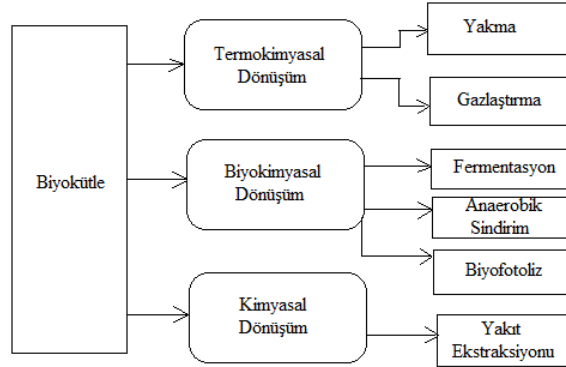 Biyokütle
Termokimyasal
Dönüşüm
Yakma
Gazlaştırma
Biyokimyasal
Dönüşüm
Fermentasyon
Anaerobik
Sindirim
Biyofotoliz
Kimyasal
Dönüşüm
Yakıt
Ekstraksiyonu